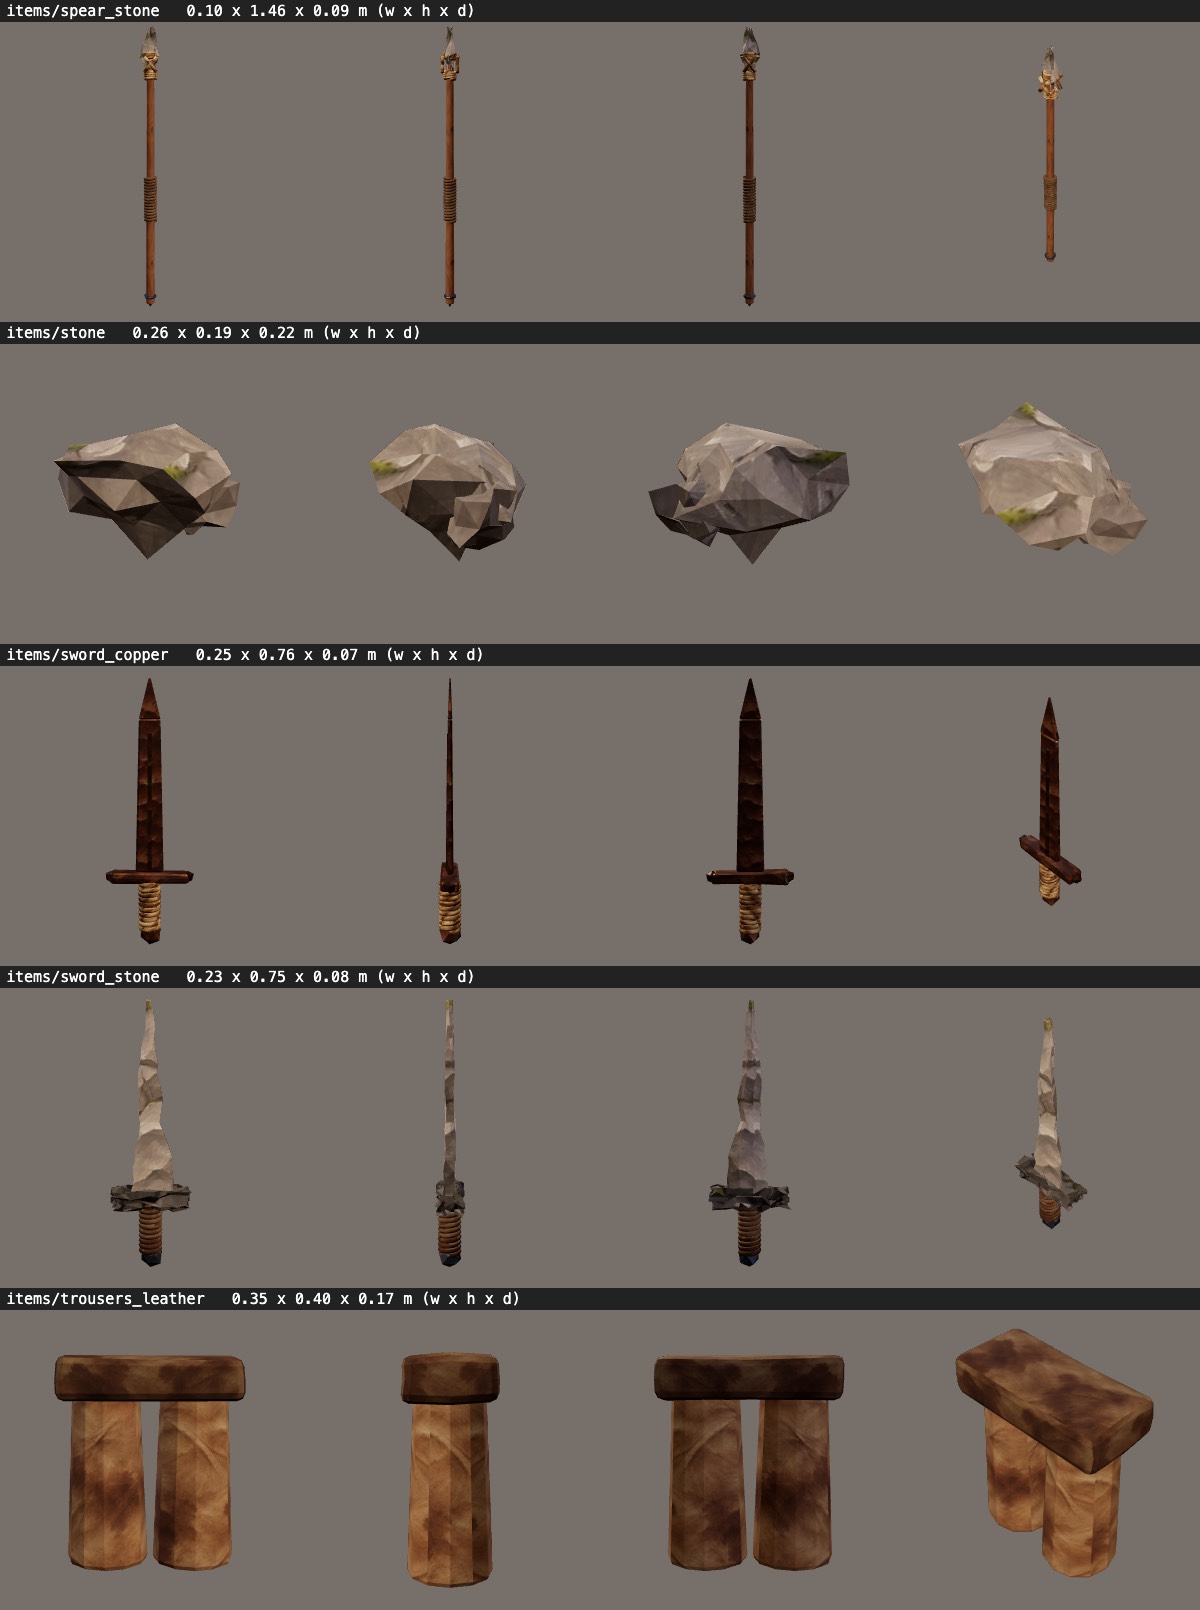 items/spear_stone   0.10 x 1.46 x 0.09 m (w x h x d)
items/stone   0.26 x 0.19 x 0.22 m (w x h x d)
items/sword_copper   0.25 x 0.76 x 0.07 m (w x h x d)
items/sword_stone   0.23 x 0.75 x 0.08 m (w x h x d)
items/trousers_leather   0.35 x 0.40 x 0.17 m (w x h x d)